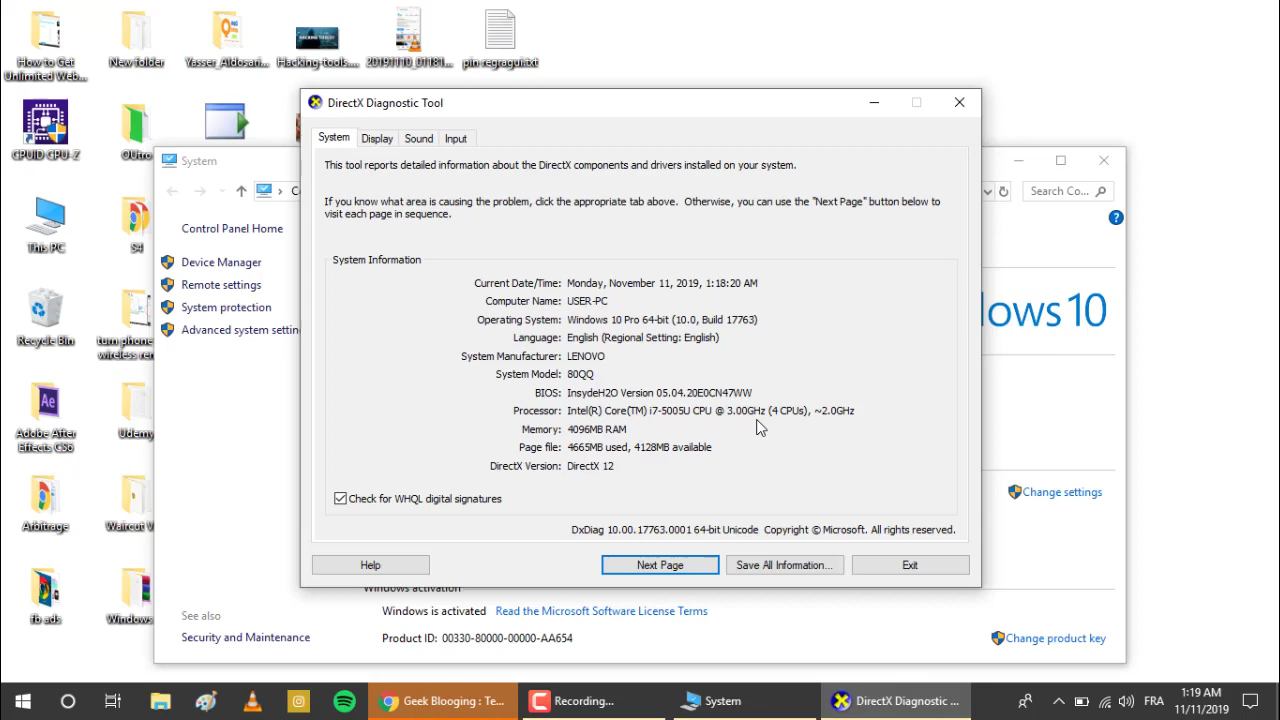 How to Get
Unlimited Web...
New folder
Yasser_Aldosari...
Hacking-tools....
20191110_01181...
pin regragui.txt
HACKING TOOLS
CPUID CPU-Z
OUtro
This PC
S4
Recycle Bin
turn phone
wireless rem
Adobe After
Effects CS6
Udemy
Arbitrage
Waircut V
fb ads
Windows
System
Search Co...
Control Panel Home
Device Manager
Remote settings
System protection
Advanced system settin
See also
Security and Maintenance
dows 10
Change settings
Windows activation
Windows is activated
Read the Microsoft Software License Terms
Product ID: 00330-80000-00000-AA654
Change product key
DirectX Diagnostic Tool
System
Display
Sound
Input
This tool reports detailed information about the DirectX components and drivers installed on your system.
If you know what area is causing the problem, click the appropriate tab above. Otherwise, you can use the "Next Page" button below to
visit each page in sequence.
System Information
Current Date/Time: Monday, November 11, 2019, 1:18:20 AM
Computer Name: USER-PC
Operating System: Windows 10 Pro 64-bit (10.0, Build 17763)
Language: English (Regional Setting: English)
System Manufacturer: LENOVO
System Model: 80QQ
BIOS: InsydeH2O Version 05.04.20E0CN47WW
Processor: Intel(R) Core(TM) i7-5005U CPU @ 3.00GHz (4 CPUs), ~2.0GHz
Memory: 4096MB RAM
Page file: 4665MB used, 4128MB available
DirectX Version: DirectX 12
Check for WHQL digital signatures
DxDiag 10.00.17763.0001 64-bit Unicode Copyright © Microsoft. All rights reserved.
Help
Next Page
Save All Information...
Exit
Geek Blooging : Te...
Recording...
System
DirectX Diagnostic ...
FRA
1:19 AM
11/11/2019